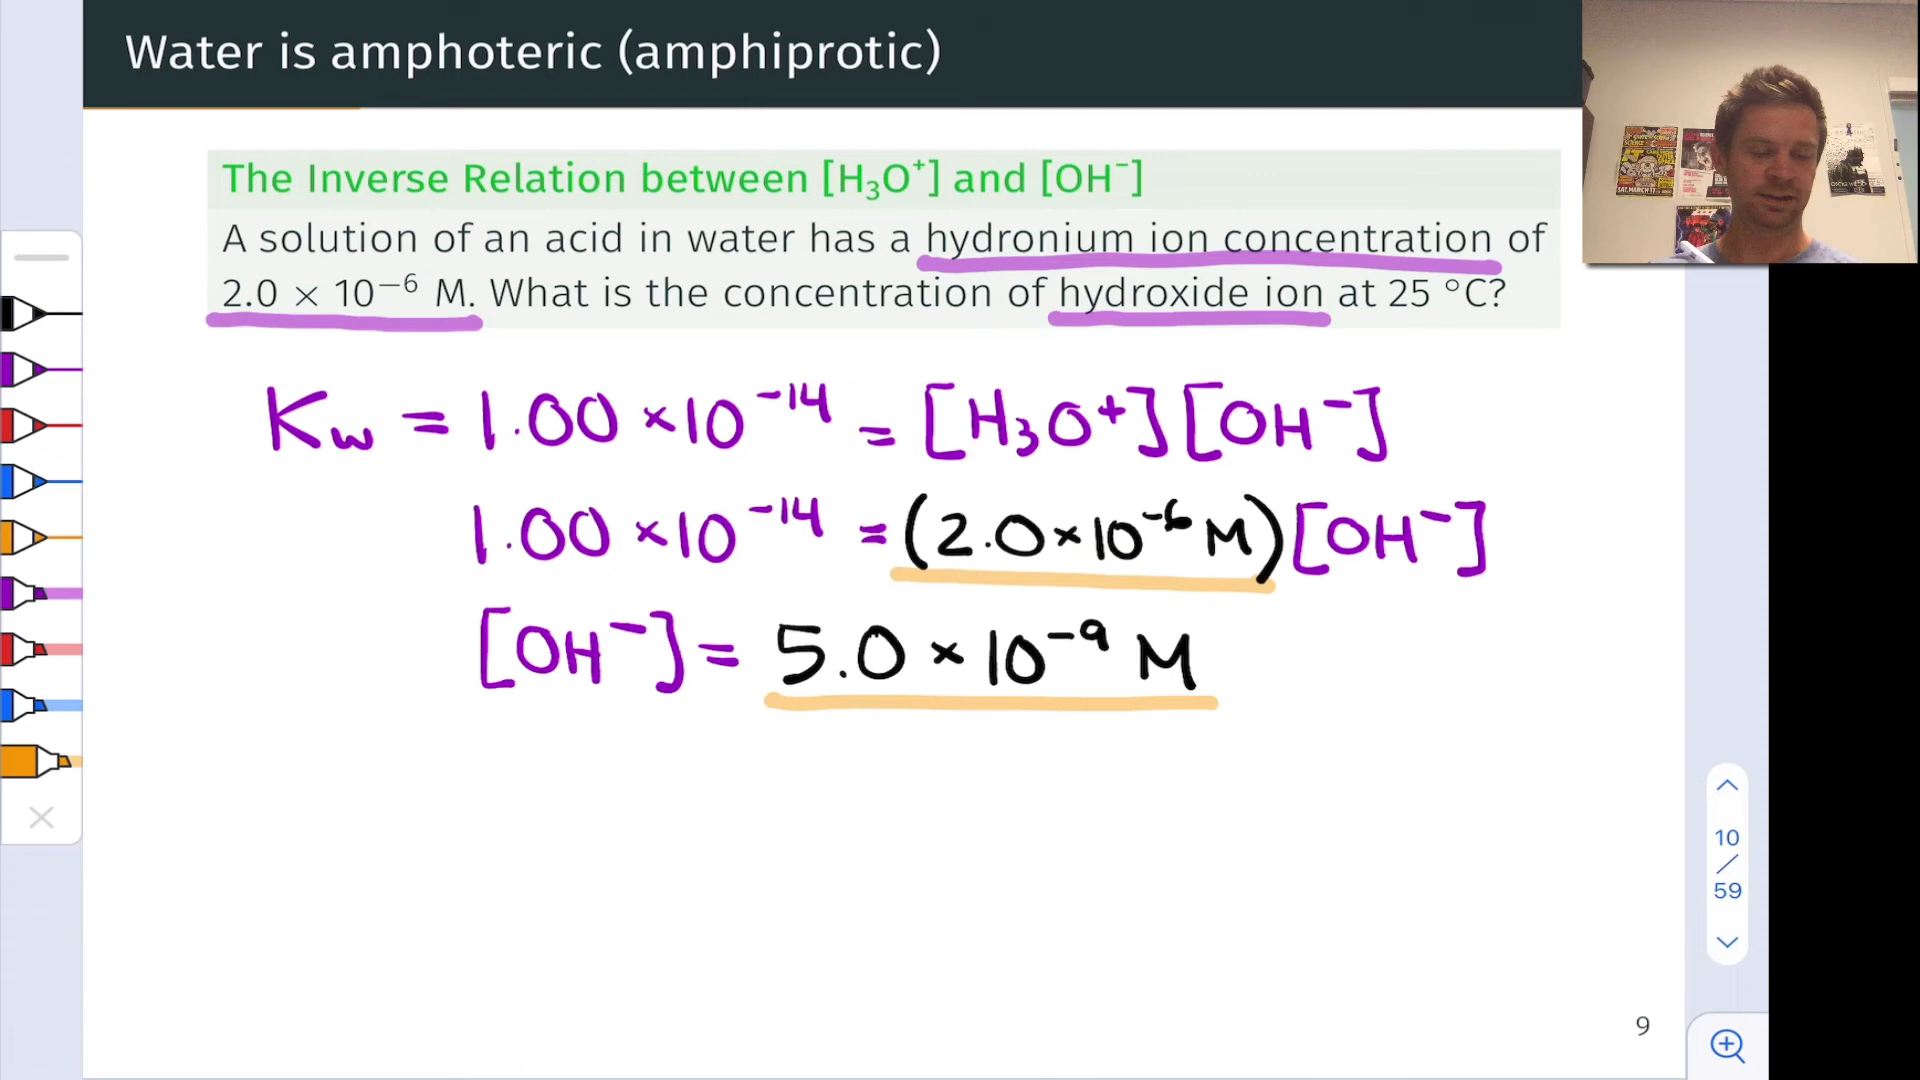 Water is amphoteric (amphiprotic)
The Inverse Relation between [H₃O⁺] and [OH⁻]
A solution of an acid in water has a hydronium ion concentration of
2.0 × 10⁻⁶ M. What is the concentration of hydroxide ion at 25 °C?
Kw = 1.00 ×10⁻¹⁴ = [H₃O⁺][OH⁻]
1.00 ×10⁻¹⁴ = (2.0×10⁻⁶ M)[OH⁻]
[OH⁻] = 5.0 × 10⁻⁹ M
10
/
59
9
SAT. MARCH 17